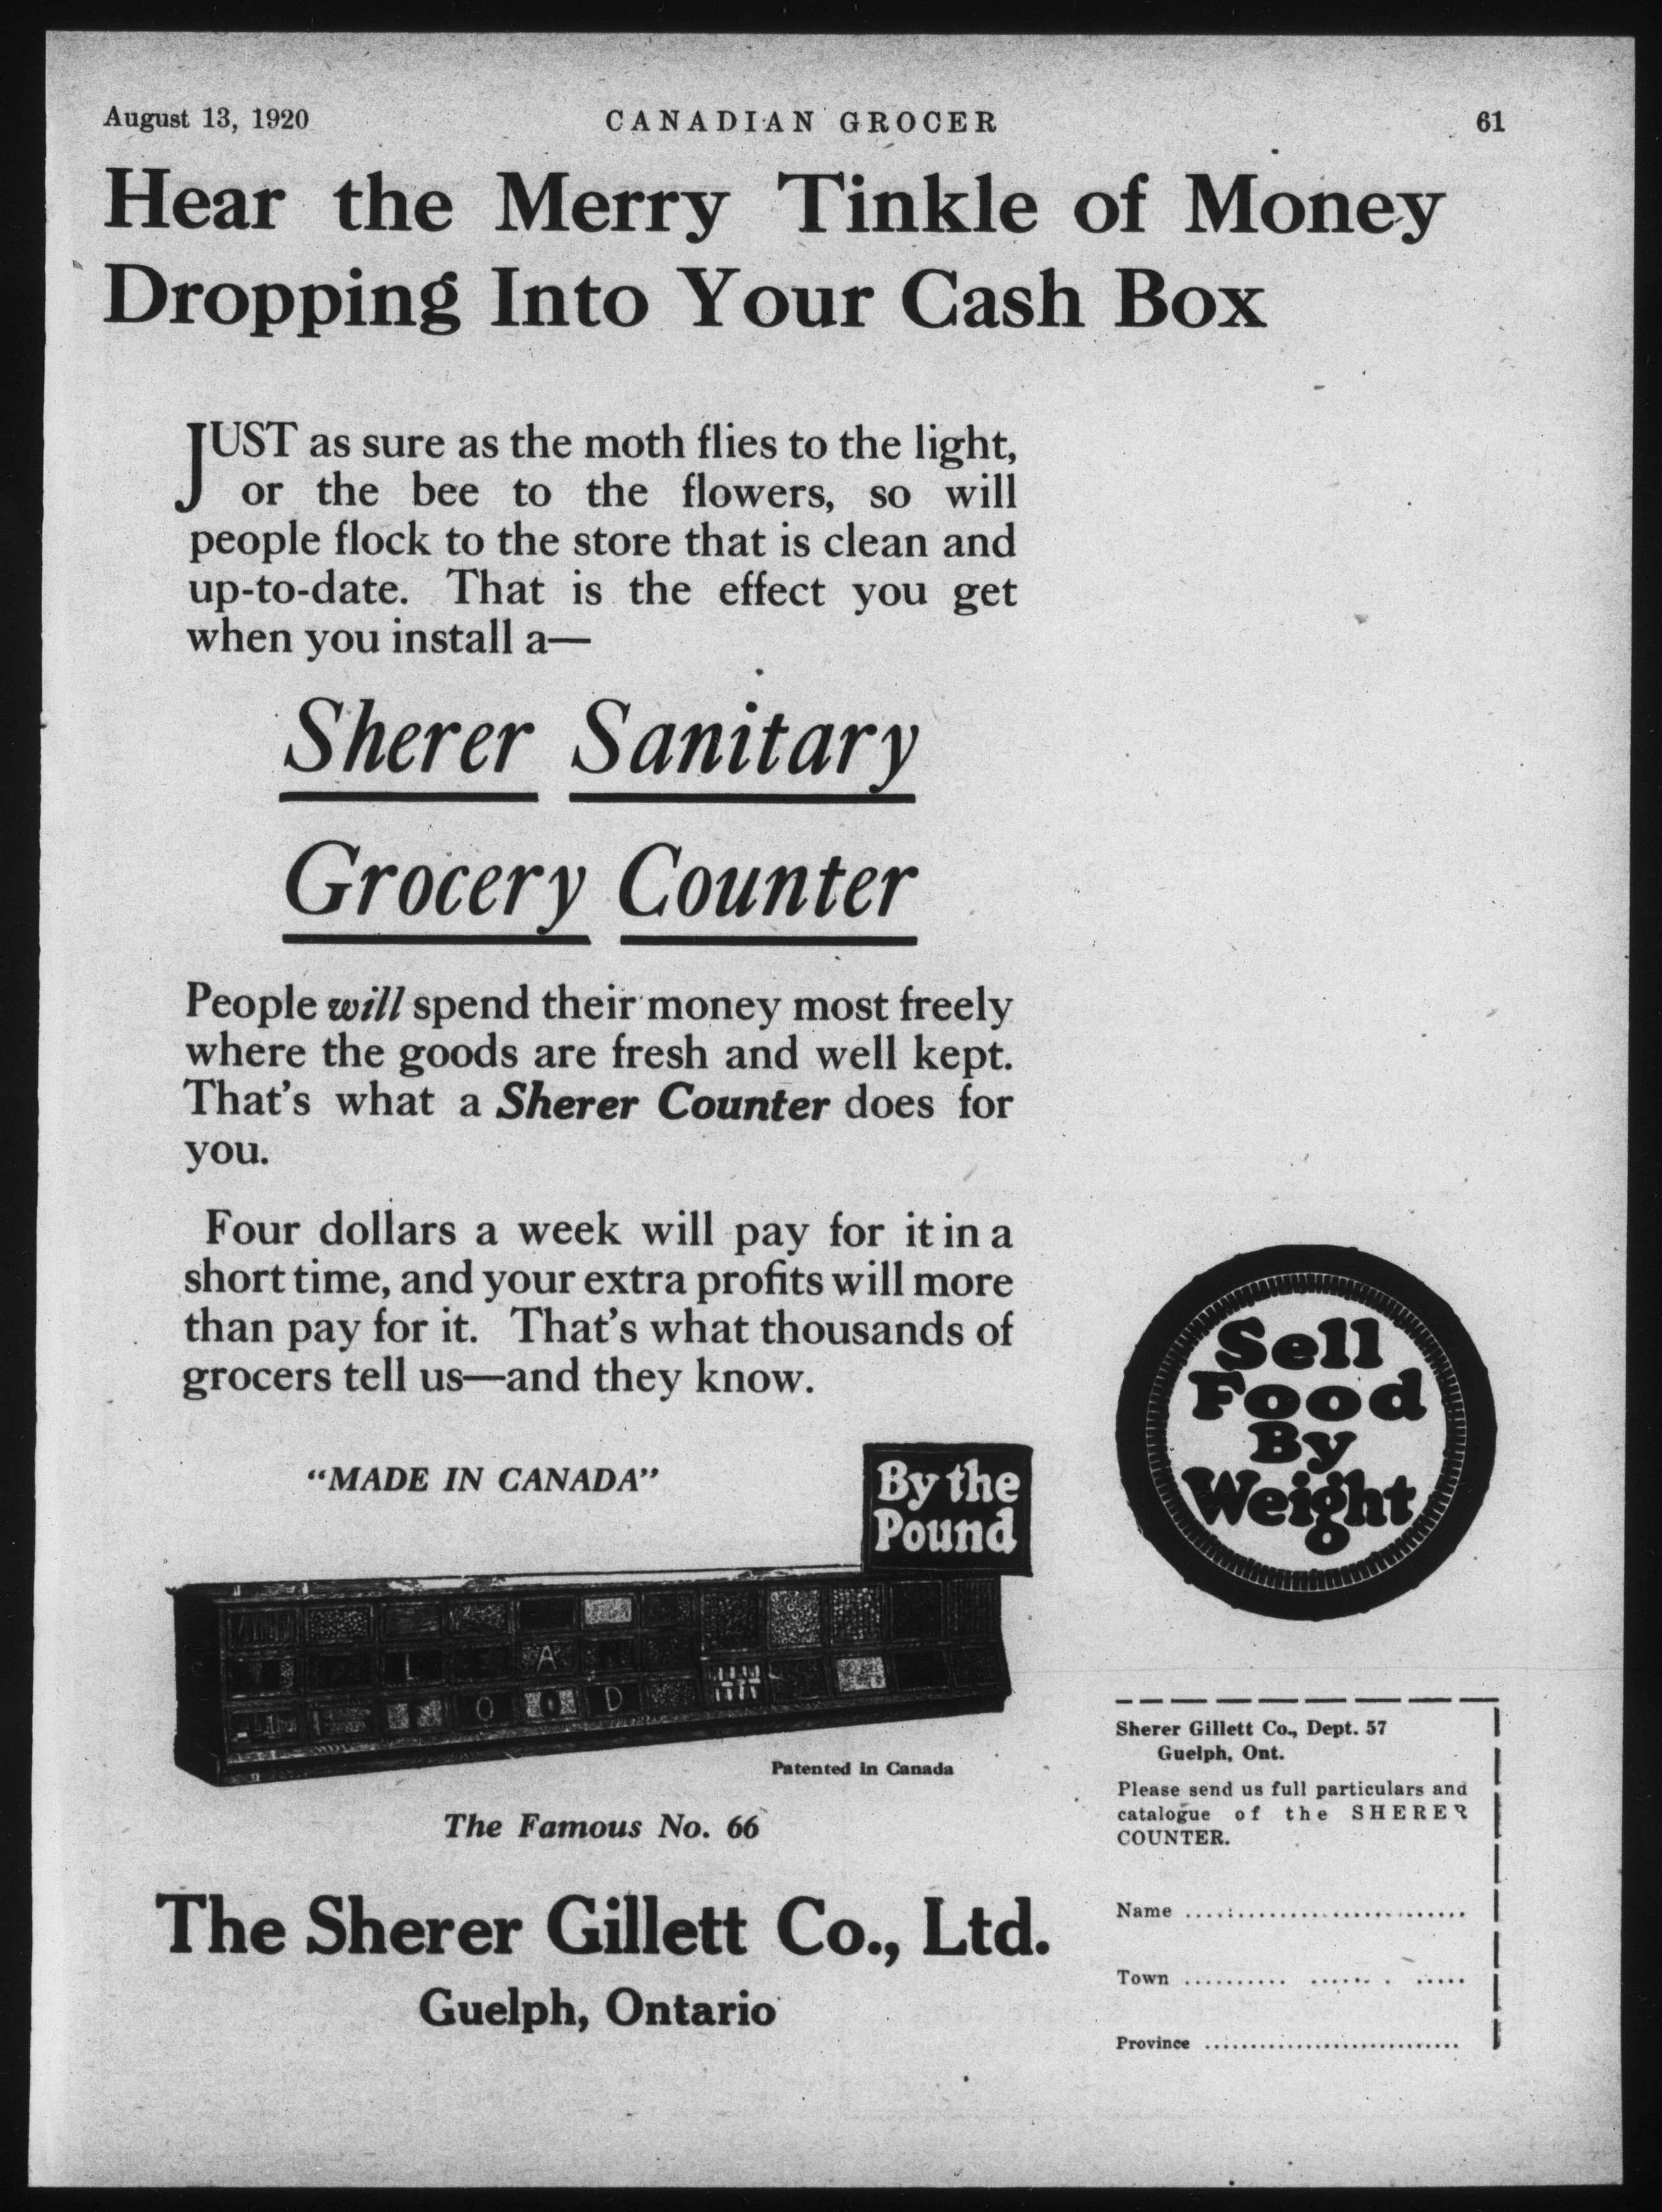 August 13, 1920
CANADIAN GROCER
61
Hear the Merry Tinkle of Money
Dropping Into Your Cash Box
JUST as sure as the moth flies to the light,
or the bee to the flowers, so will
people flock to the store that is clean and
up-to-date. That is the effect you get
when you install a—
Sherer Sanitary
Grocery Counter
People will spend their money most freely
where the goods are fresh and well kept.
That's what a Sherer Counter does for
you.
Four dollars a week will pay for it in a
short time, and your extra profits will more
than pay for it. That's what thousands of
grocers tell us—and they know.
"MADE IN CANADA"
By the
Pound
Patented in Canada
The Famous No. 66
The Sherer Gillett Co., Ltd.
Guelph, Ontario
Sell
Food
By
Weight
Sherer Gillett Co., Dept. 57
Guelph, Ont.
Please send us full particulars and
catalogue of the SHERER
COUNTER.
Name ..............................
Town .......... ....... . .....
Province ............................